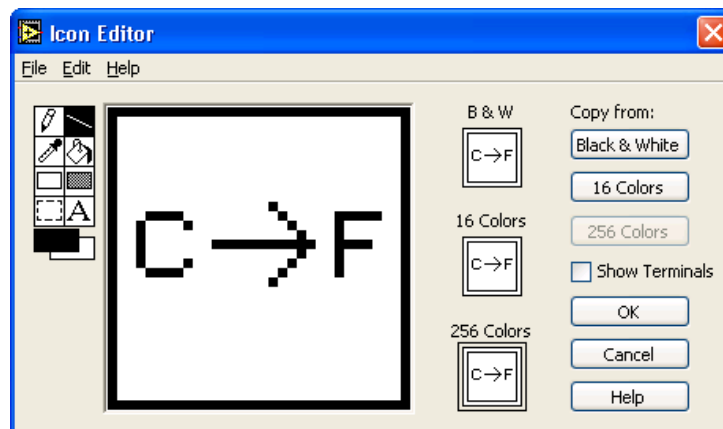 Icon Editor
File Edit Help
B & W
Copy from:
C→F
Black & White
16 Colors
16 Colors
C→F
C→F
256 Colors
Show Terminals
256 Colors
OK
C→F
Cancel
Help
A